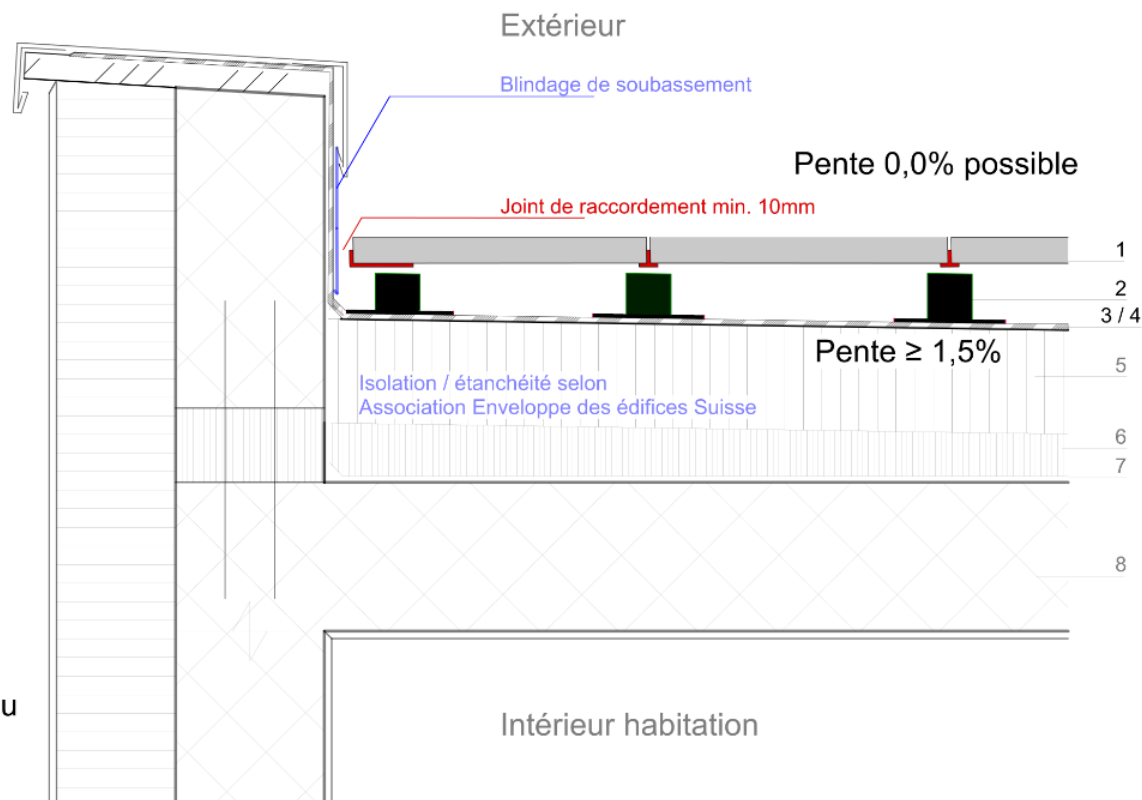 Extérieur
Blindage de soubassement
Pente 0,0% possible
Joint de raccordement min. 10mm
1
2
3 / 4
Pente ≥ 1,5%
5
Isolation / étanchéité selon
Association Enveloppe des édifices Suisse
6
7
8
u
Intérieur habitation